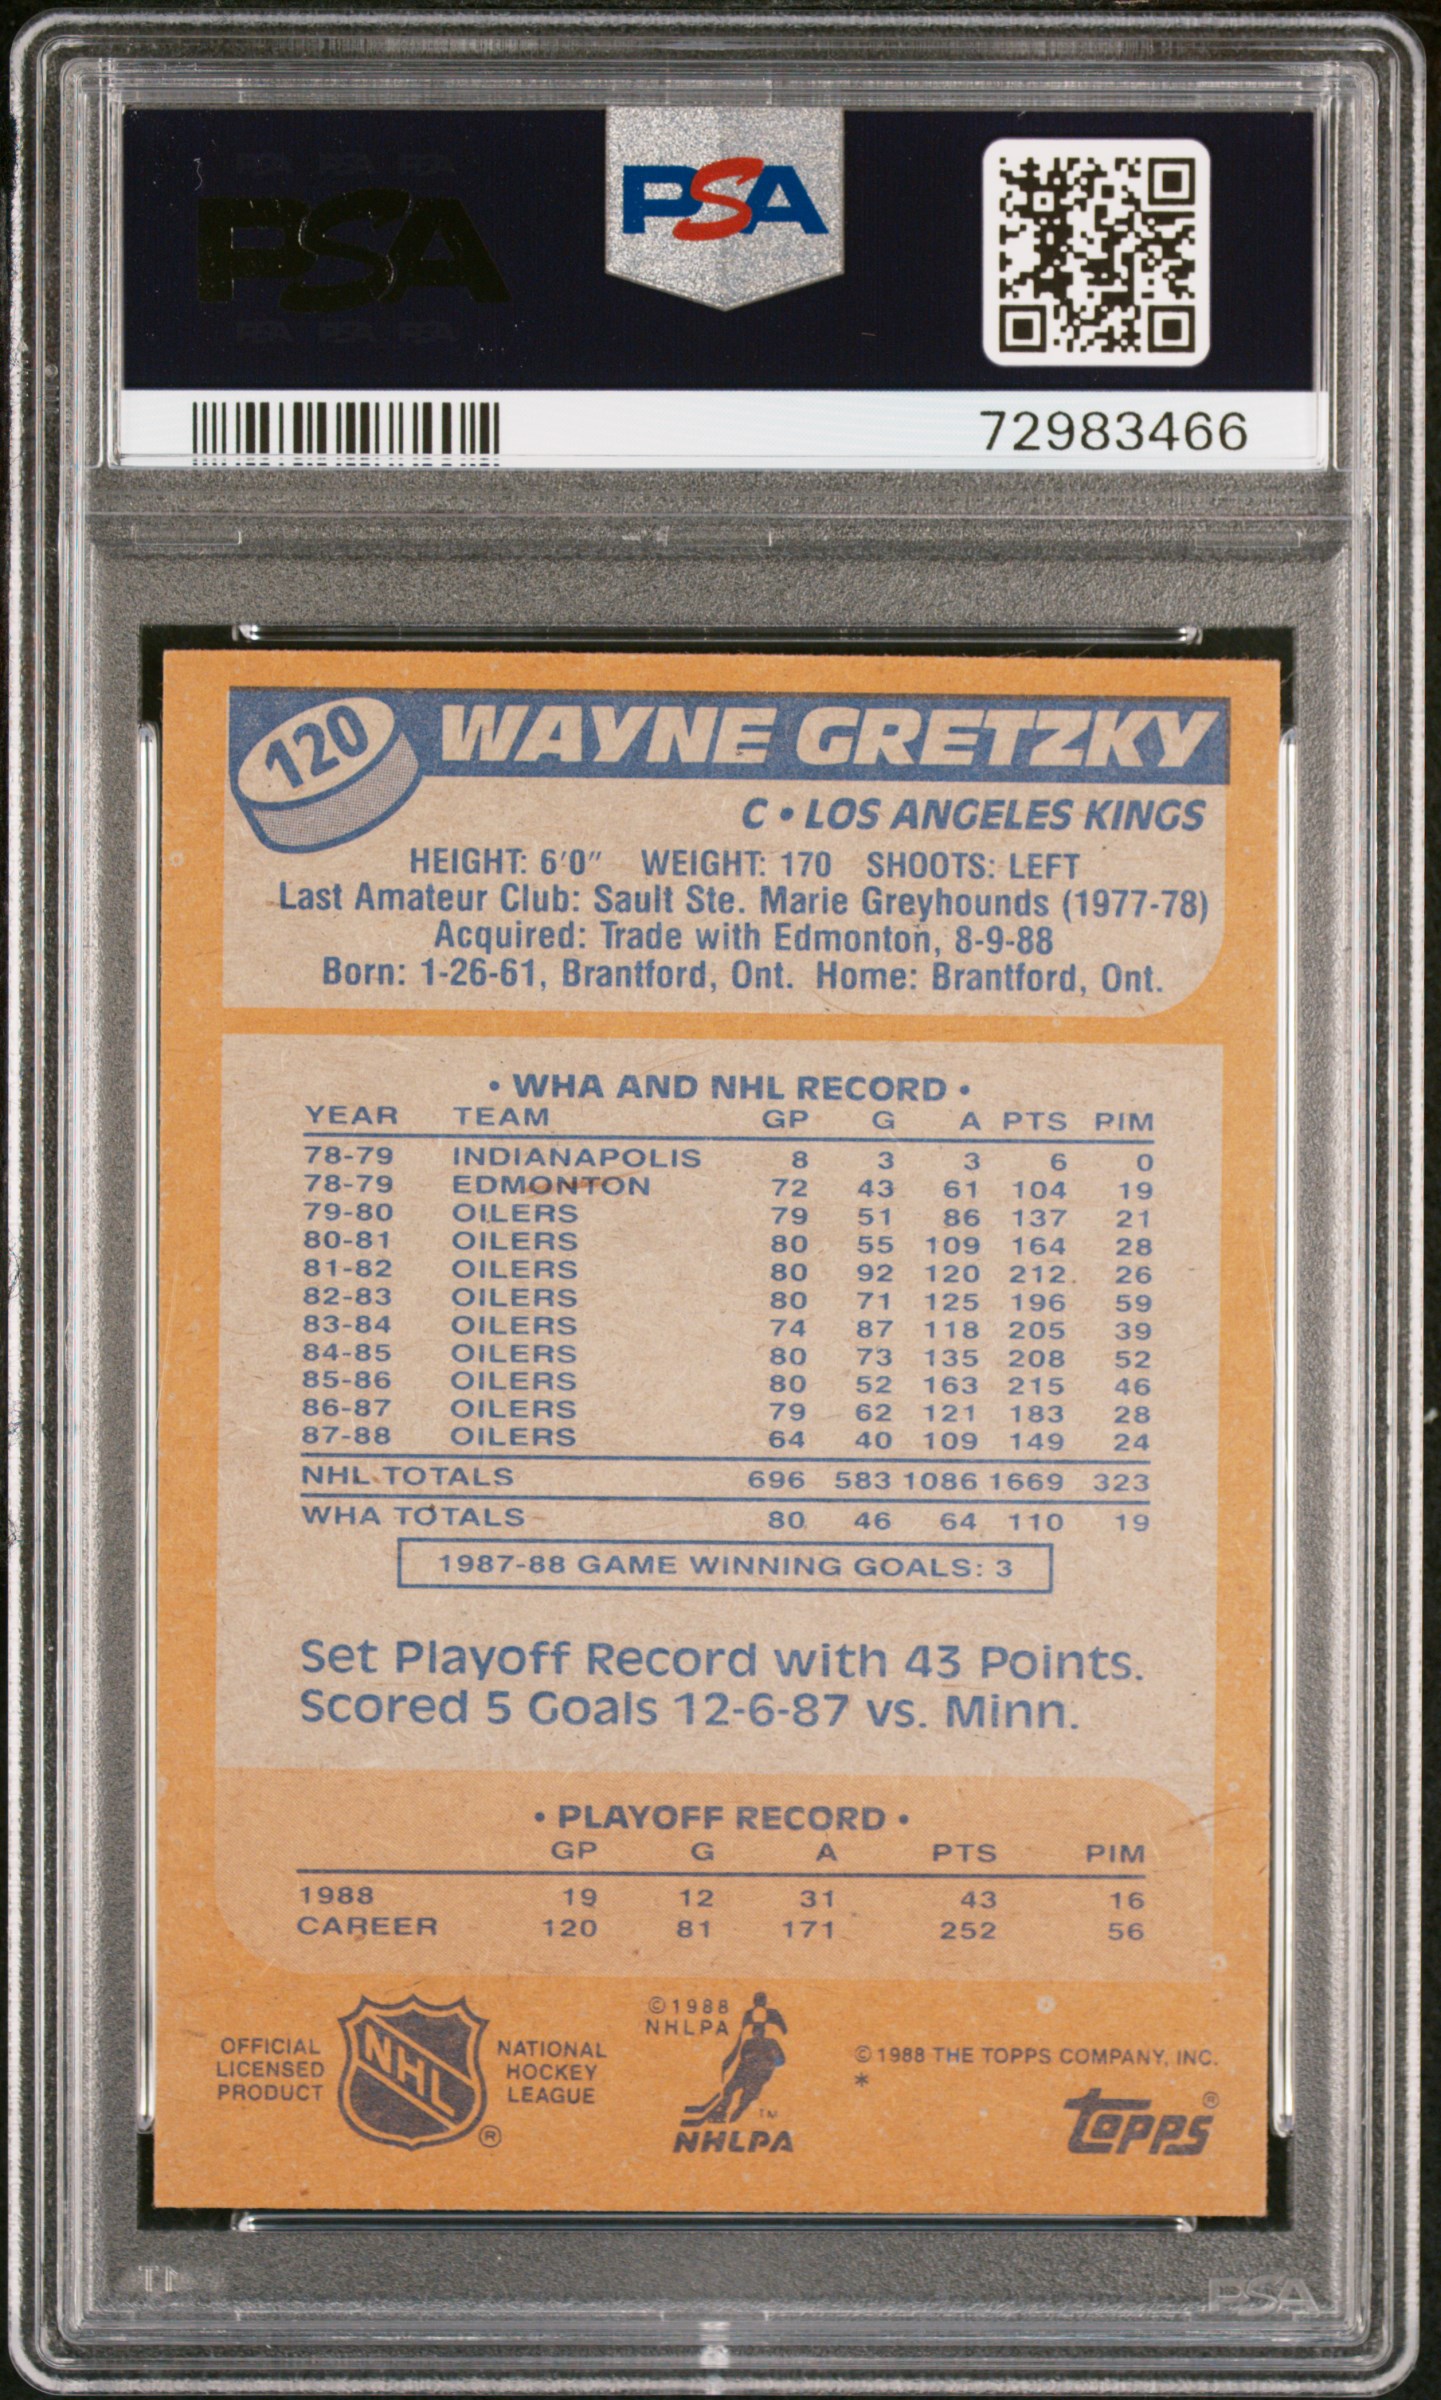 PSA PSA PSA
PSA
PSA PSA PSA
PSA
72983466
120 WAYNE GRETZKY
C • LOS ANGELES KINGS
HEIGHT: 6'0" WEIGHT: 170 SHOOTS: LEFT
Last Amateur Club: Sault Ste. Marie Greyhounds (1977-78)
Acquired: Trade with Edmonton, 8-9-88
Born: 1-26-61, Brantford, Ont. Home: Brantford, Ont.
• WHA AND NHL RECORD •
YEAR TEAM GP G A PTS PIM
78-79 INDIANAPOLIS 8 3 3 6 0
78-79 EDMONTON 72 43 61 104 19
79-80 OILERS 79 51 86 137 21
80-81 OILERS 80 55 109 164 28
81-82 OILERS 80 92 120 212 26
82-83 OILERS 80 71 125 196 59
83-84 OILERS 74 87 118 205 39
84-85 OILERS 80 73 135 208 52
85-86 OILERS 80 52 163 215 46
86-87 OILERS 79 62 121 183 28
87-88 OILERS 64 40 109 149 24
NHL TOTALS 696 583 1086 1669 323
WHA TOTALS 80 46 64 110 19
1987-88 GAME WINNING GOALS: 3
Set Playoff Record with 43 Points.
Scored 5 Goals 12-6-87 vs. Minn.
• PLAYOFF RECORD •
GP G A PTS PIM
1988 19 12 31 43 16
CAREER 120 81 171 252 56
OFFICIAL
LICENSED
PRODUCT
NHL ®
NATIONAL
HOCKEY
LEAGUE
©1988
NHLPA
TM
NHLPA
©1988 THE TOPPS COMPANY, INC.
*
topps®
PSA